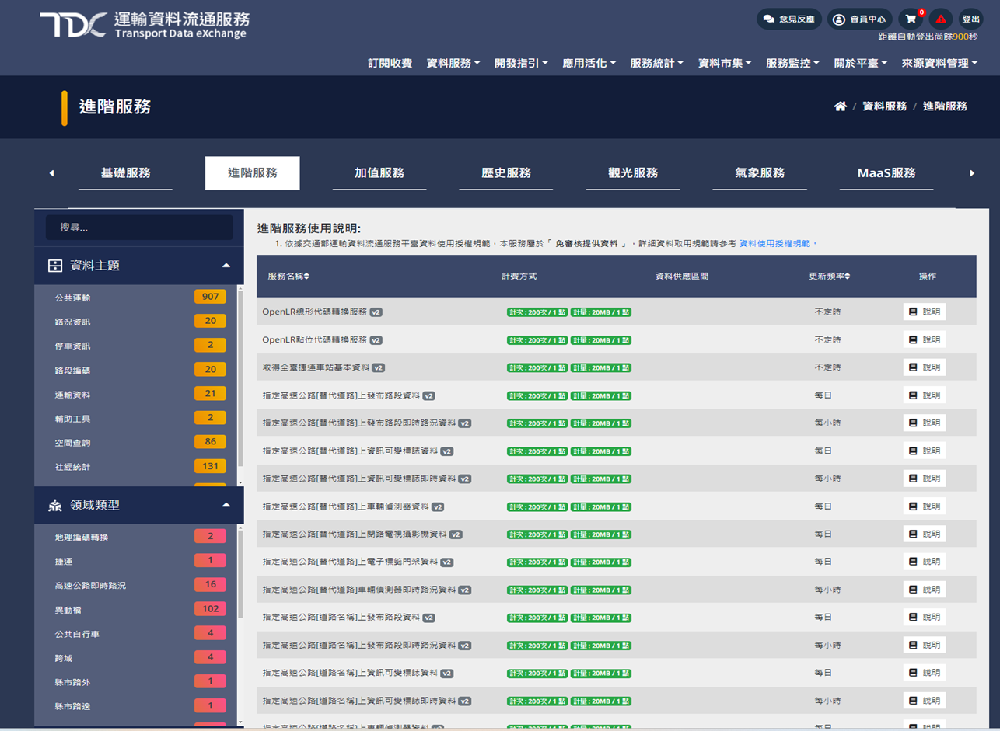 TDX 運輸資料流通服務
Transport Data eXchange
意見反應 會員中心 0 登出
距離自動登出尚餘900秒
訂閱收費 資料服務 開發指引 應用活化 服務統計 資料市集 服務監控 關於平臺 來源資料管理
進階服務
/ 資料服務 / 進階服務
基礎服務 進階服務 加值服務 歷史服務 觀光服務 氣象服務 MaaS服務
搜尋...
資料主題
公共運輸 907
路況資訊 20
停車資訊 2
路段編碼 20
運輸資料 21
輔助工具 2
空間查詢 86
社經統計 131
領域類型
地理編碼轉換 2
捷運 1
高速公路即時路況 16
異動檔 102
公共自行車 4
跨域 4
縣市路外 1
縣市路邊 1
進階服務使用說明:
1. 依據交通部運輸資料流通服務平臺資料使用授權規範，本服務屬於「 免審核提供資料 」，詳細資料取用規範請參考 資料使用授權規範。
服務名稱 計費方式 資料供應區間 更新頻率 操作
OpenLR線形代碼轉換服務 v2 計次 : 200次 / 1 點 計量 : 20MB / 1 點 不定時 說明
OpenLR點位代碼轉換服務 v2 計次 : 200次 / 1 點 計量 : 20MB / 1 點 不定時 說明
取得全臺捷運車站基本資料 v2 計次 : 200次 / 1 點 計量 : 20MB / 1 點 不定時 說明
指定高速公路[替代道路]上發布路段資料 v2 計次 : 200次 / 1 點 計量 : 20MB / 1 點 每日 說明
指定高速公路[替代道路]上發布路段即時路況資料 v2 計次 : 200次 / 1 點 計量 : 20MB / 1 點 每小時 說明
指定高速公路[替代道路]上資訊可變標誌資料 v2 計次 : 200次 / 1 點 計量 : 20MB / 1 點 每日 說明
指定高速公路[替代道路]上資訊可變標誌即時資料 v2 計次 : 200次 / 1 點 計量 : 20MB / 1 點 每小時 說明
指定高速公路[替代道路]上車輛偵測器資料 v2 計次 : 200次 / 1 點 計量 : 20MB / 1 點 每日 說明
指定高速公路[替代道路]上閉路電視攝影機資料 v2 計次 : 200次 / 1 點 計量 : 20MB / 1 點 每日 說明
指定高速公路[替代道路]上電子標籤門架資料 v2 計次 : 200次 / 1 點 計量 : 20MB / 1 點 每日 說明
指定高速公路[替代道路]車輛偵測器即時路況資料 v2 計次 : 200次 / 1 點 計量 : 20MB / 1 點 每小時 說明
指定高速公路[道路名稱]上發布路段資料 v2 計次 : 200次 / 1 點 計量 : 20MB / 1 點 每日 說明
指定高速公路[道路名稱]上發布路段即時路況資料 v2 計次 : 200次 / 1 點 計量 : 20MB / 1 點 每小時 說明
指定高速公路[道路名稱]上資訊可變標誌資料 v2 計次 : 200次 / 1 點 計量 : 20MB / 1 點 每日 說明
指定高速公路[道路名稱]上資訊可變標誌即時資料 v2 計次 : 200次 / 1 點 計量 : 20MB / 1 點 每小時 說明
指定高速公路[道路名稱]上車輛偵測器資料 v2 計次 : 200次 / 1 點 計量 : 20MB / 1 點 每日 說明